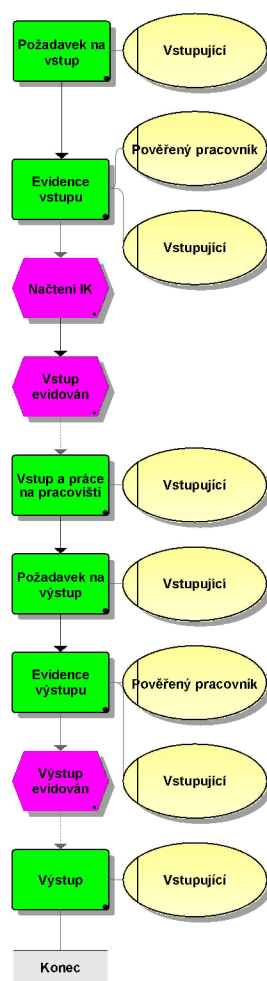 Požadavek na
vstup
Vstupující
Pověřený pracovník
Evidence
vstupu
Vstupující
Načtení IK
Vstup
evidován
Vstup a práce
na pracovišti
Vstupující
Požadavek na
výstup
Vstupující
Evidence
výstupu
Pověřený pracovník
Výstup
evidován
Vstupující
Výstup
Vstupující
Konec